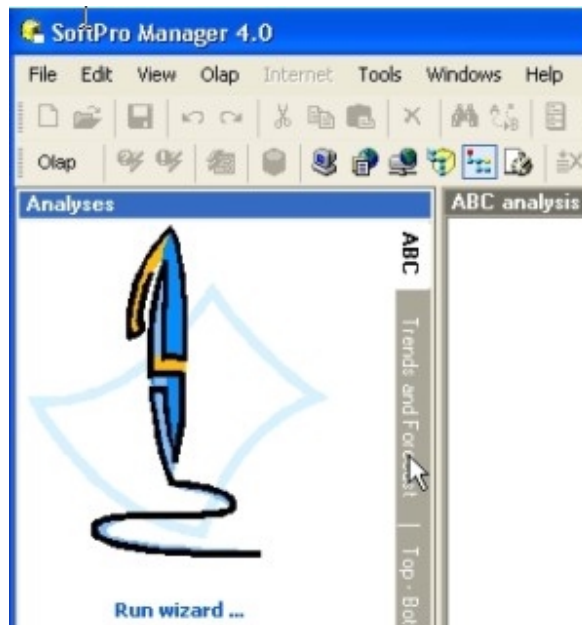 SoftPro Manager 4.0
File Edit View Olap Internet Tools Windows Help
Olap
Analyses
ABC analysis
ABC
Trends and Forecast
Top -
Run wizard ...